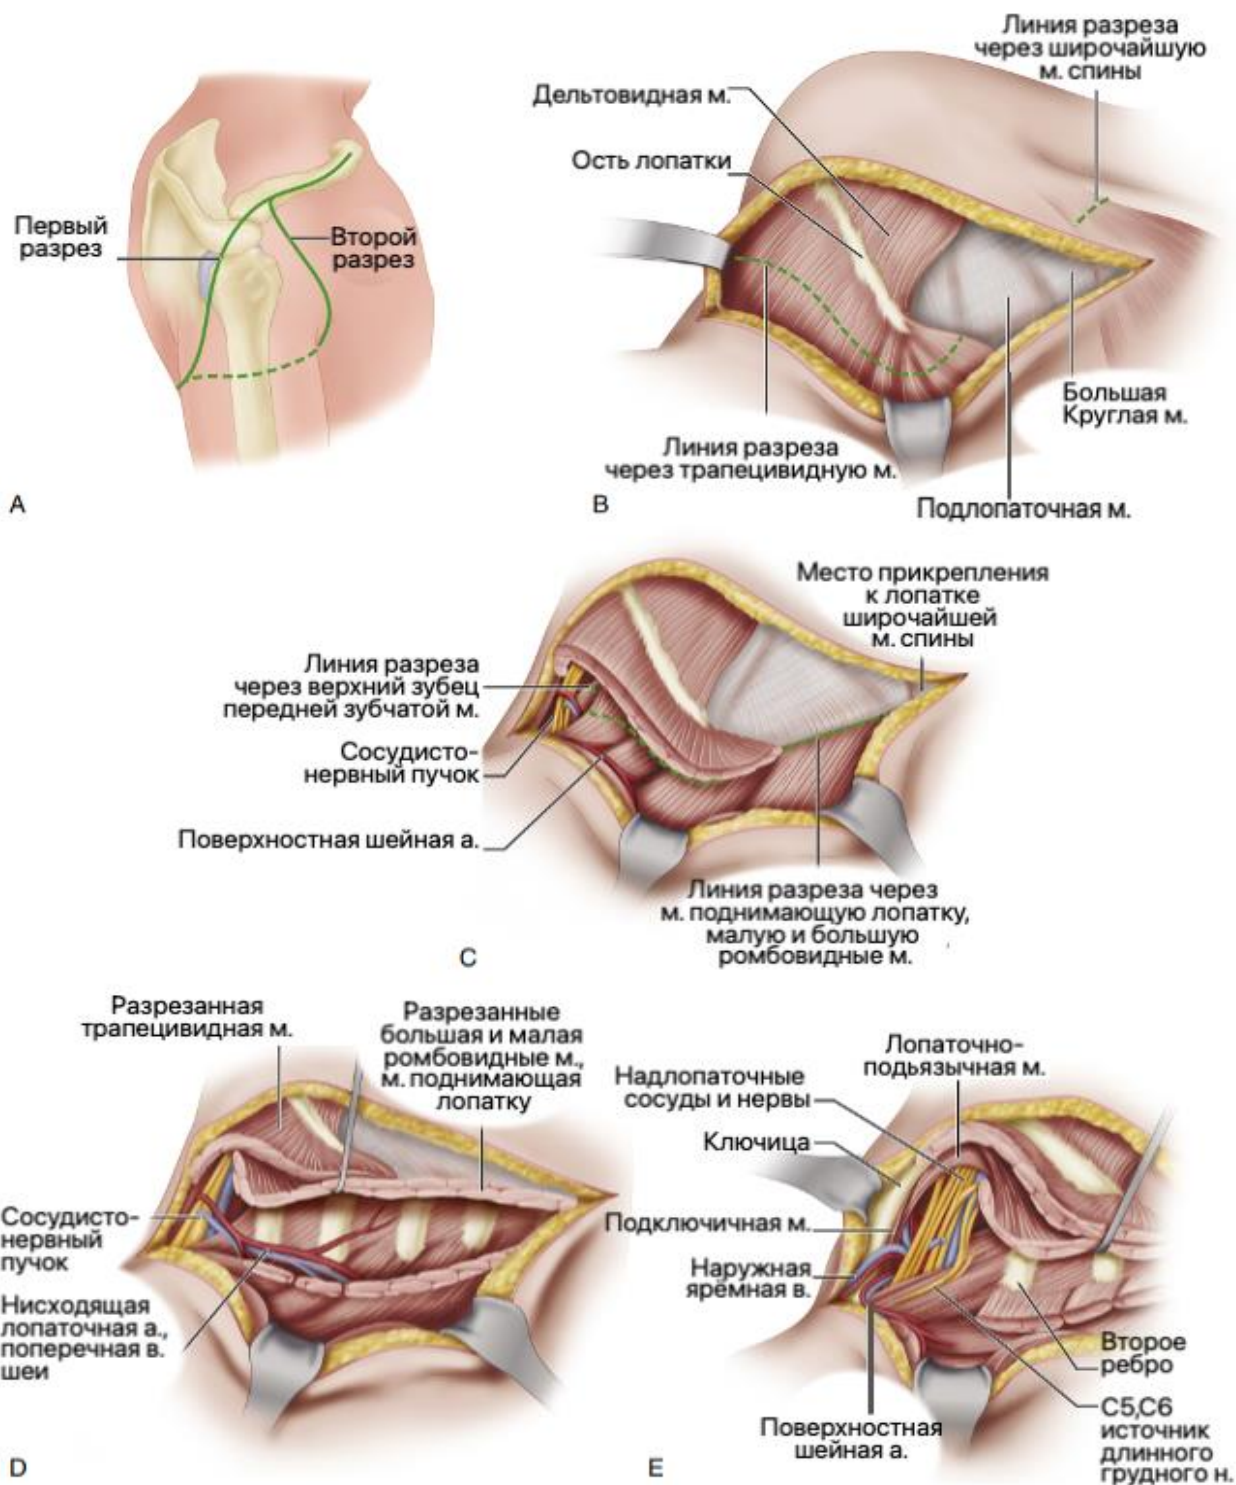 Первый
разрез
Второй
разрез
A
Линия разреза
через широчайшую
м. спины
Дельтовидная м.
Ость лопатки
Большая
Круглая м.
Линия разреза
через трапецивидную м.
Подлопаточная м.
B
Место прикрепления
к лопатке
широчайшей
м. спины
Линия разреза
через верхний зубец
передней зубчатой м.
Сосудисто-
нервный пучок
Поверхностная шейная а.
Линия разреза через
м. поднимающую лопатку,
малую и большую
ромбовидные м.
C
Разрезанная
трапецивидная м.
Разрезанные
большая и малая
ромбовидные м.,
м. поднимающая
лопатку
Сосудисто-
нервный
пучок
Нисходящая
лопаточная а.,
поперечная в.
шеи
D
Лопаточно-
подьязычная м.
Надлопаточные
сосуды и нервы
Ключица
Подключичная м.
Наружная
яремная в.
Поверхностная
шейная а.
Второе
ребро
C5,C6
источник
длинного
грудного н.
E